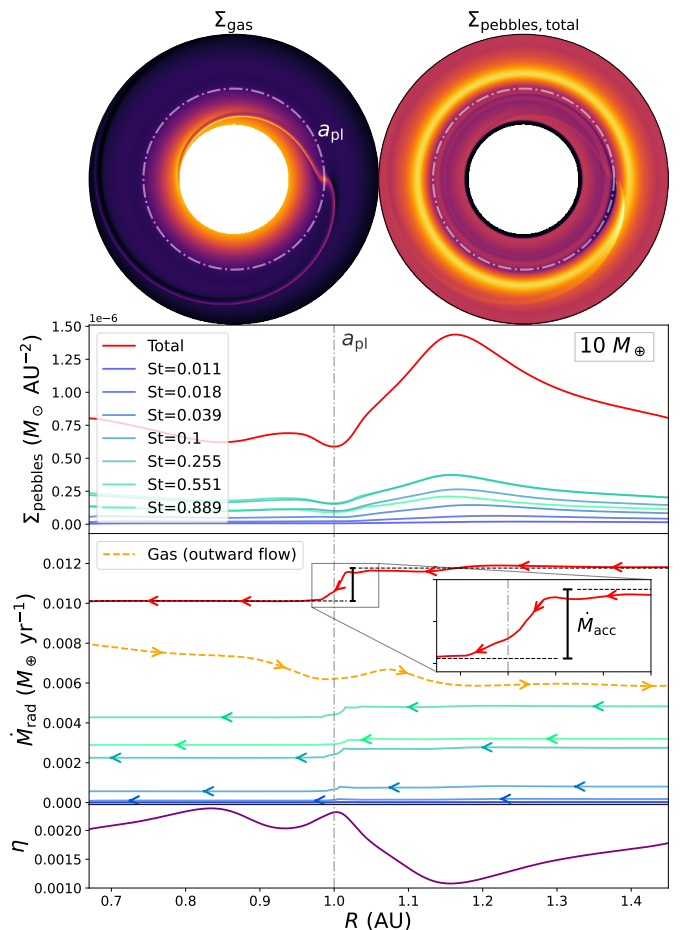 Σgas
Σpebbles, total
apl
1e−6
1.50
1.25
1.00
0.75
0.50
0.25
0.00
Σpebbles (M⊙ AU−2)
Total
St=0.011
St=0.018
St=0.039
St=0.1
St=0.255
St=0.551
St=0.889
apl
10 M⊕
0.012
0.010
0.008
0.006
0.004
0.002
0.000
Ṁrad (M⊕ yr−1)
Gas (outward flow)
Ṁacc
0.0020
0.0015
0.0010
η
0.7
0.8
0.9
1.0
1.1
1.2
1.3
1.4
R (AU)